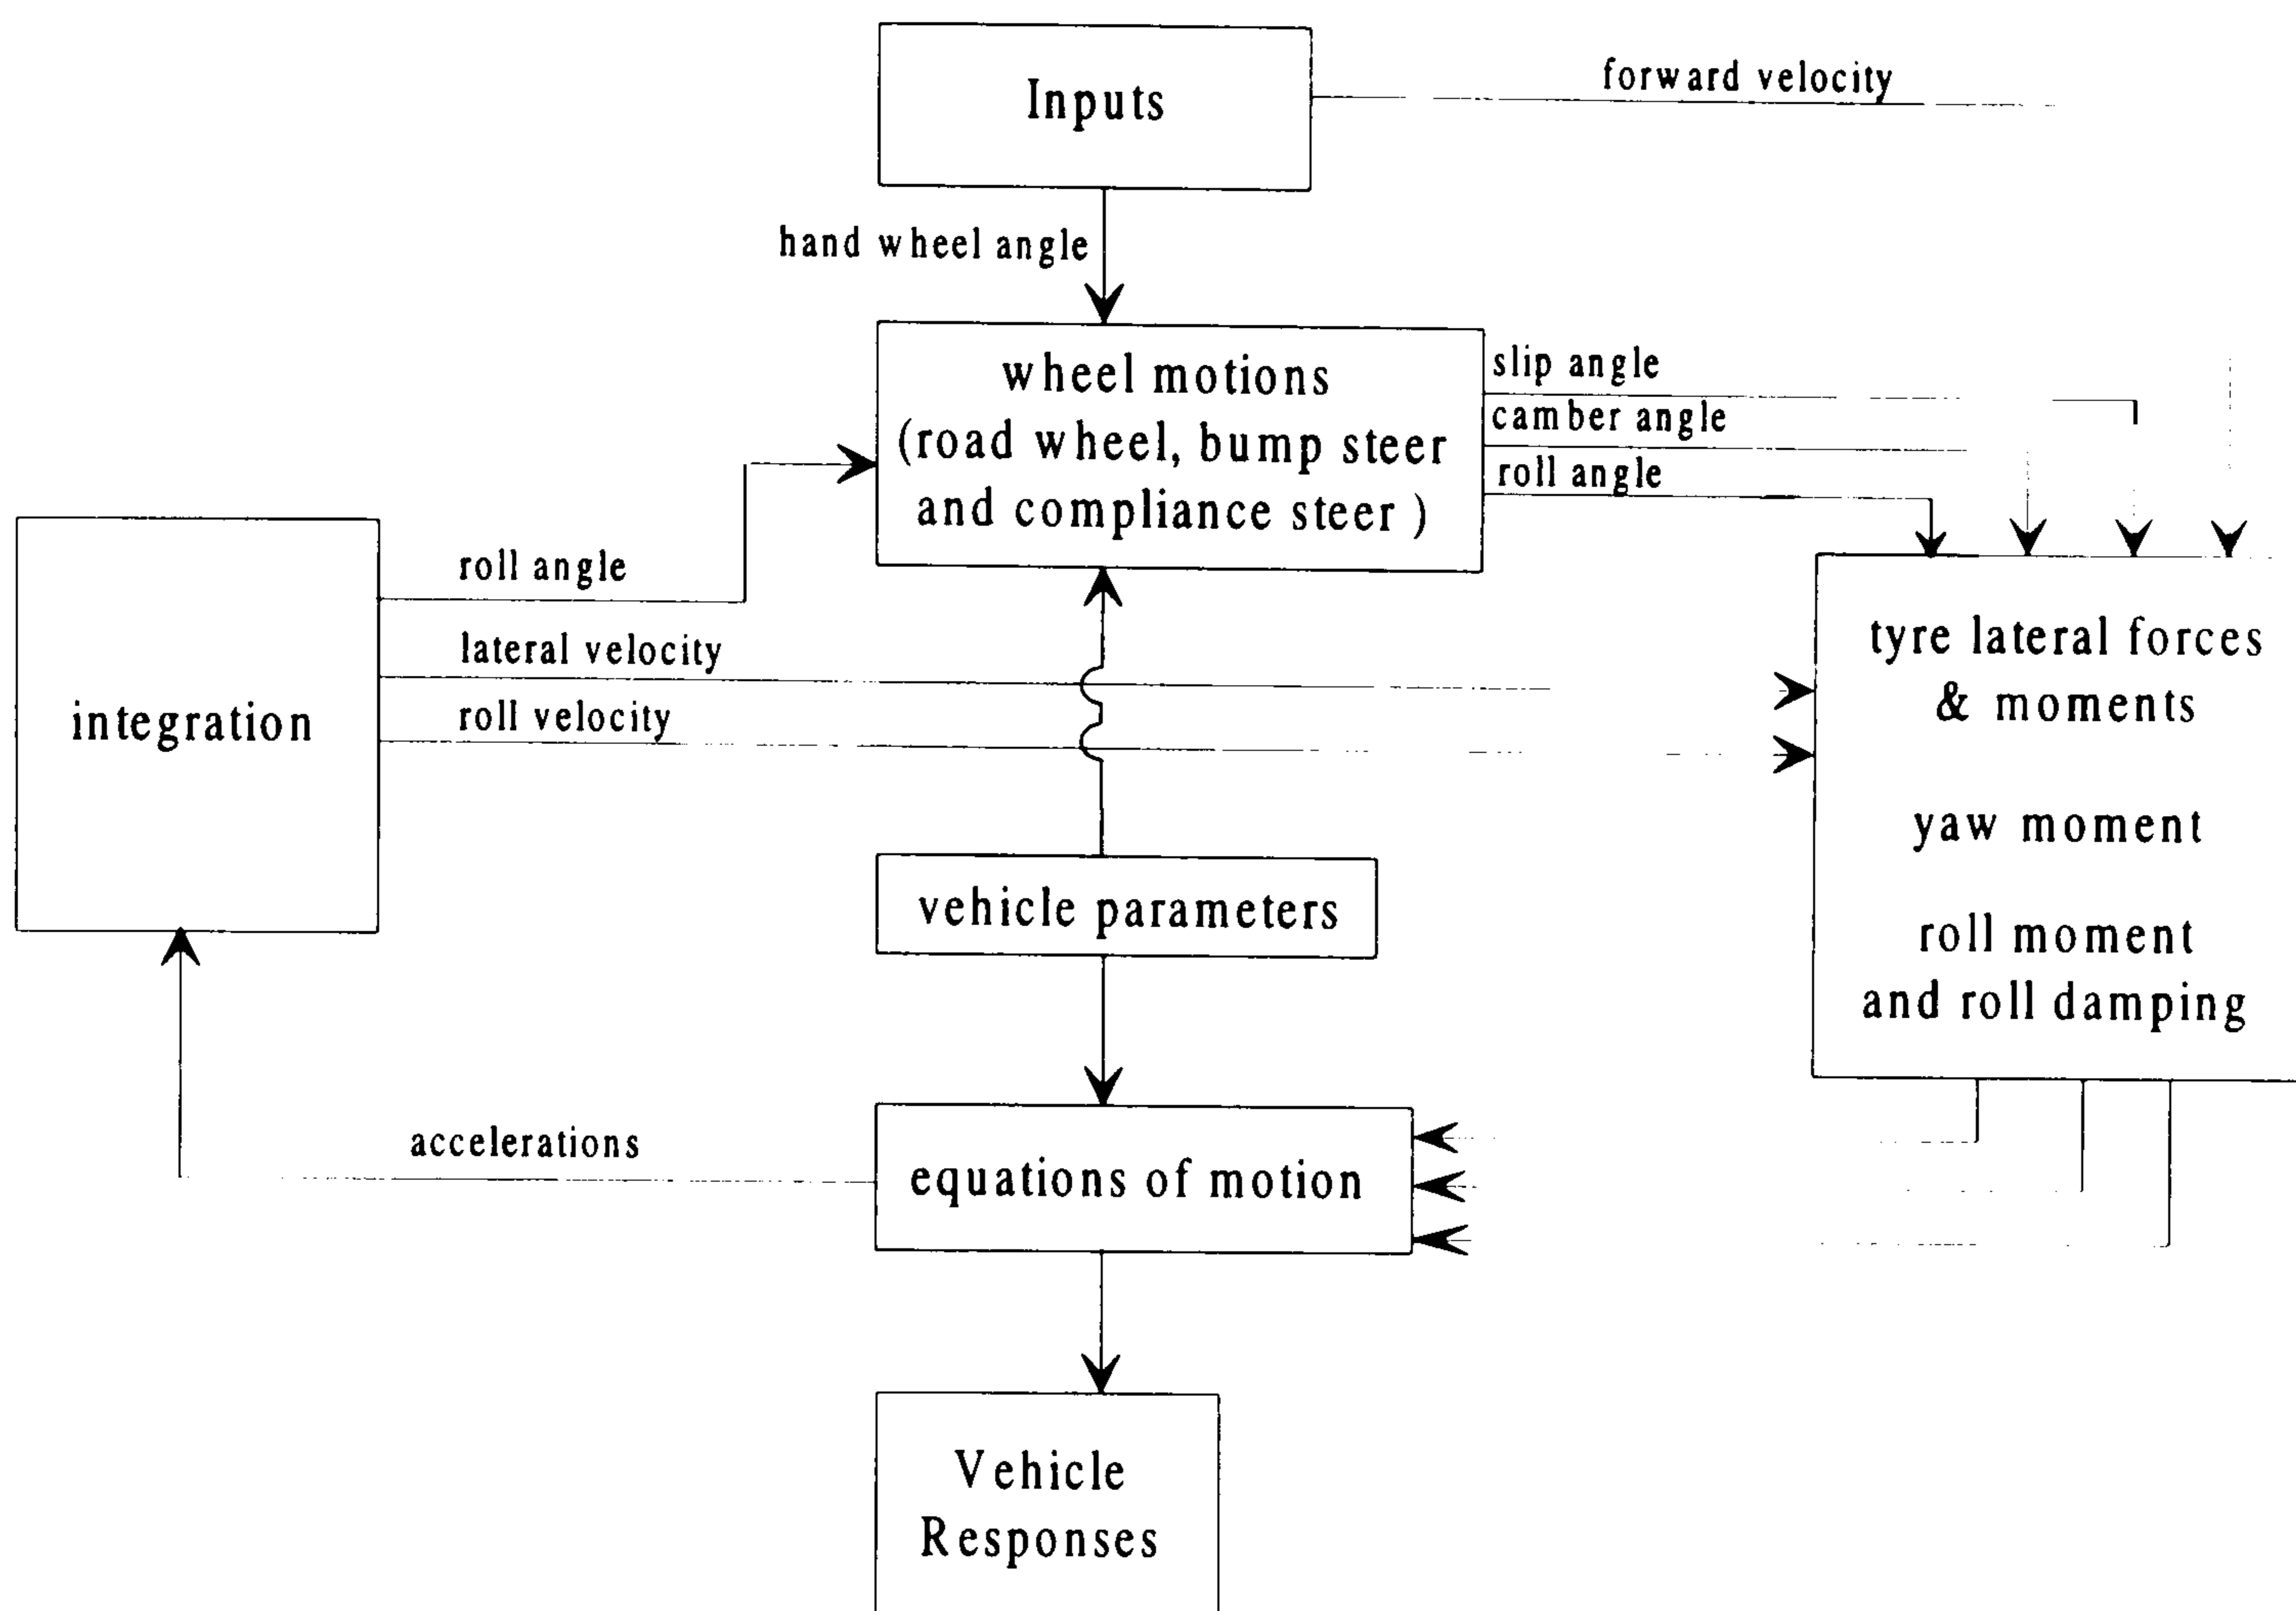 Inputs
forward velocity
hand wheel angle
wheel motions
(road wheel, bump steer
and compliance steer )
slip angle
camber angle
roll angle
integration
roll angle
lateral velocity
roll velocity
tyre lateral forces
& moments
yaw moment
roll moment
and roll damping
vehicle parameters
accelerations
equations of motion
Vehicle
Responses